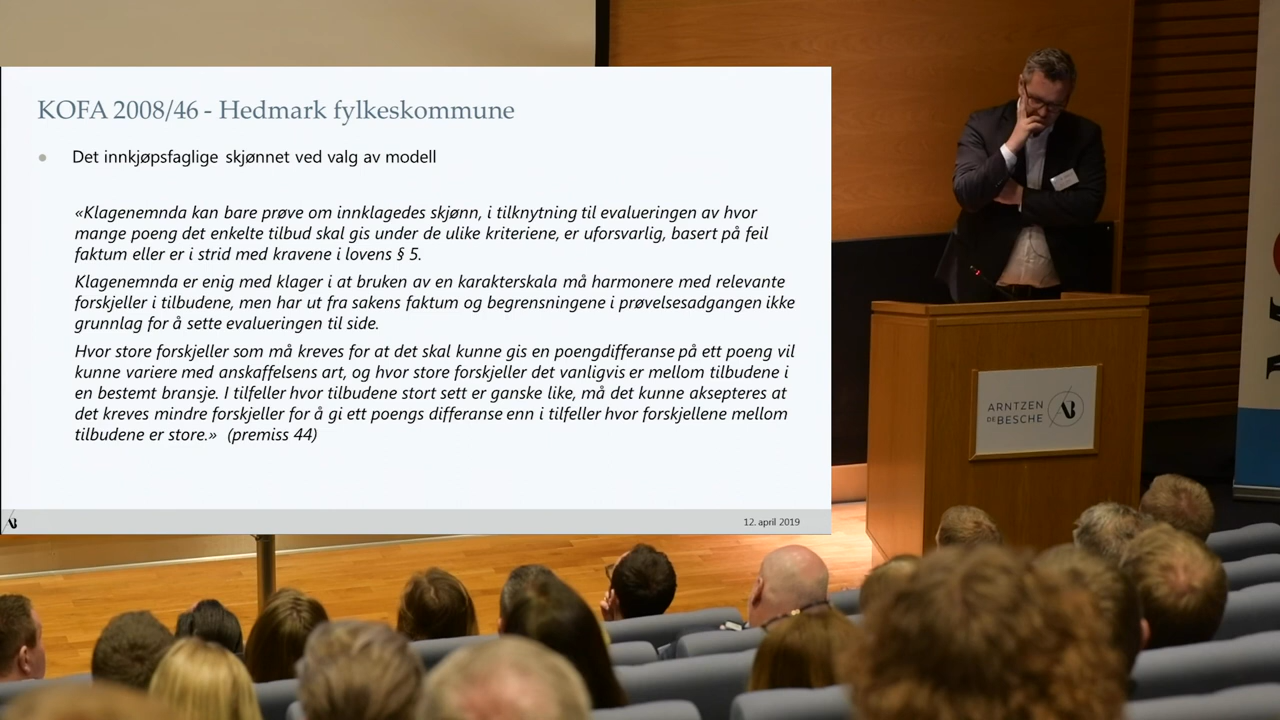 KOFA 2008/46 - Hedmark fylkeskommune
Det innkjøpsfaglige skjønnet ved valg av modell
«Klagenemnda kan bare prøve om innklagedes skjønn, i tilknytning til evalueringen av hvor
mange poeng det enkelte tilbud skal gis under de ulike kriteriene, er uforsvarlig, basert på feil
faktum eller er i strid med kravene i lovens § 5.
Klagenemnda er enig med klager i at bruken av en karakterskala må harmonere med relevante
forskjeller i tilbudene, men har ut fra sakens faktum og begrensningene i prøvelsesadgangen ikke
grunnlag for å sette evalueringen til side.
Hvor store forskjeller som må kreves for at det skal kunne gis en poengdifferanse på ett poeng vil
kunne variere med anskaffelsens art, og hvor store forskjeller det vanligvis er mellom tilbudene i
en bestemt bransje. I tilfeller hvor tilbudene stort sett er ganske like, må det kunne aksepteres at
det kreves mindre forskjeller for å gi ett poengs differanse enn i tilfeller hvor forskjellene mellom
tilbudene er store.» (premiss 44)
12. april 2019
ARNTZEN
DE BESCHE